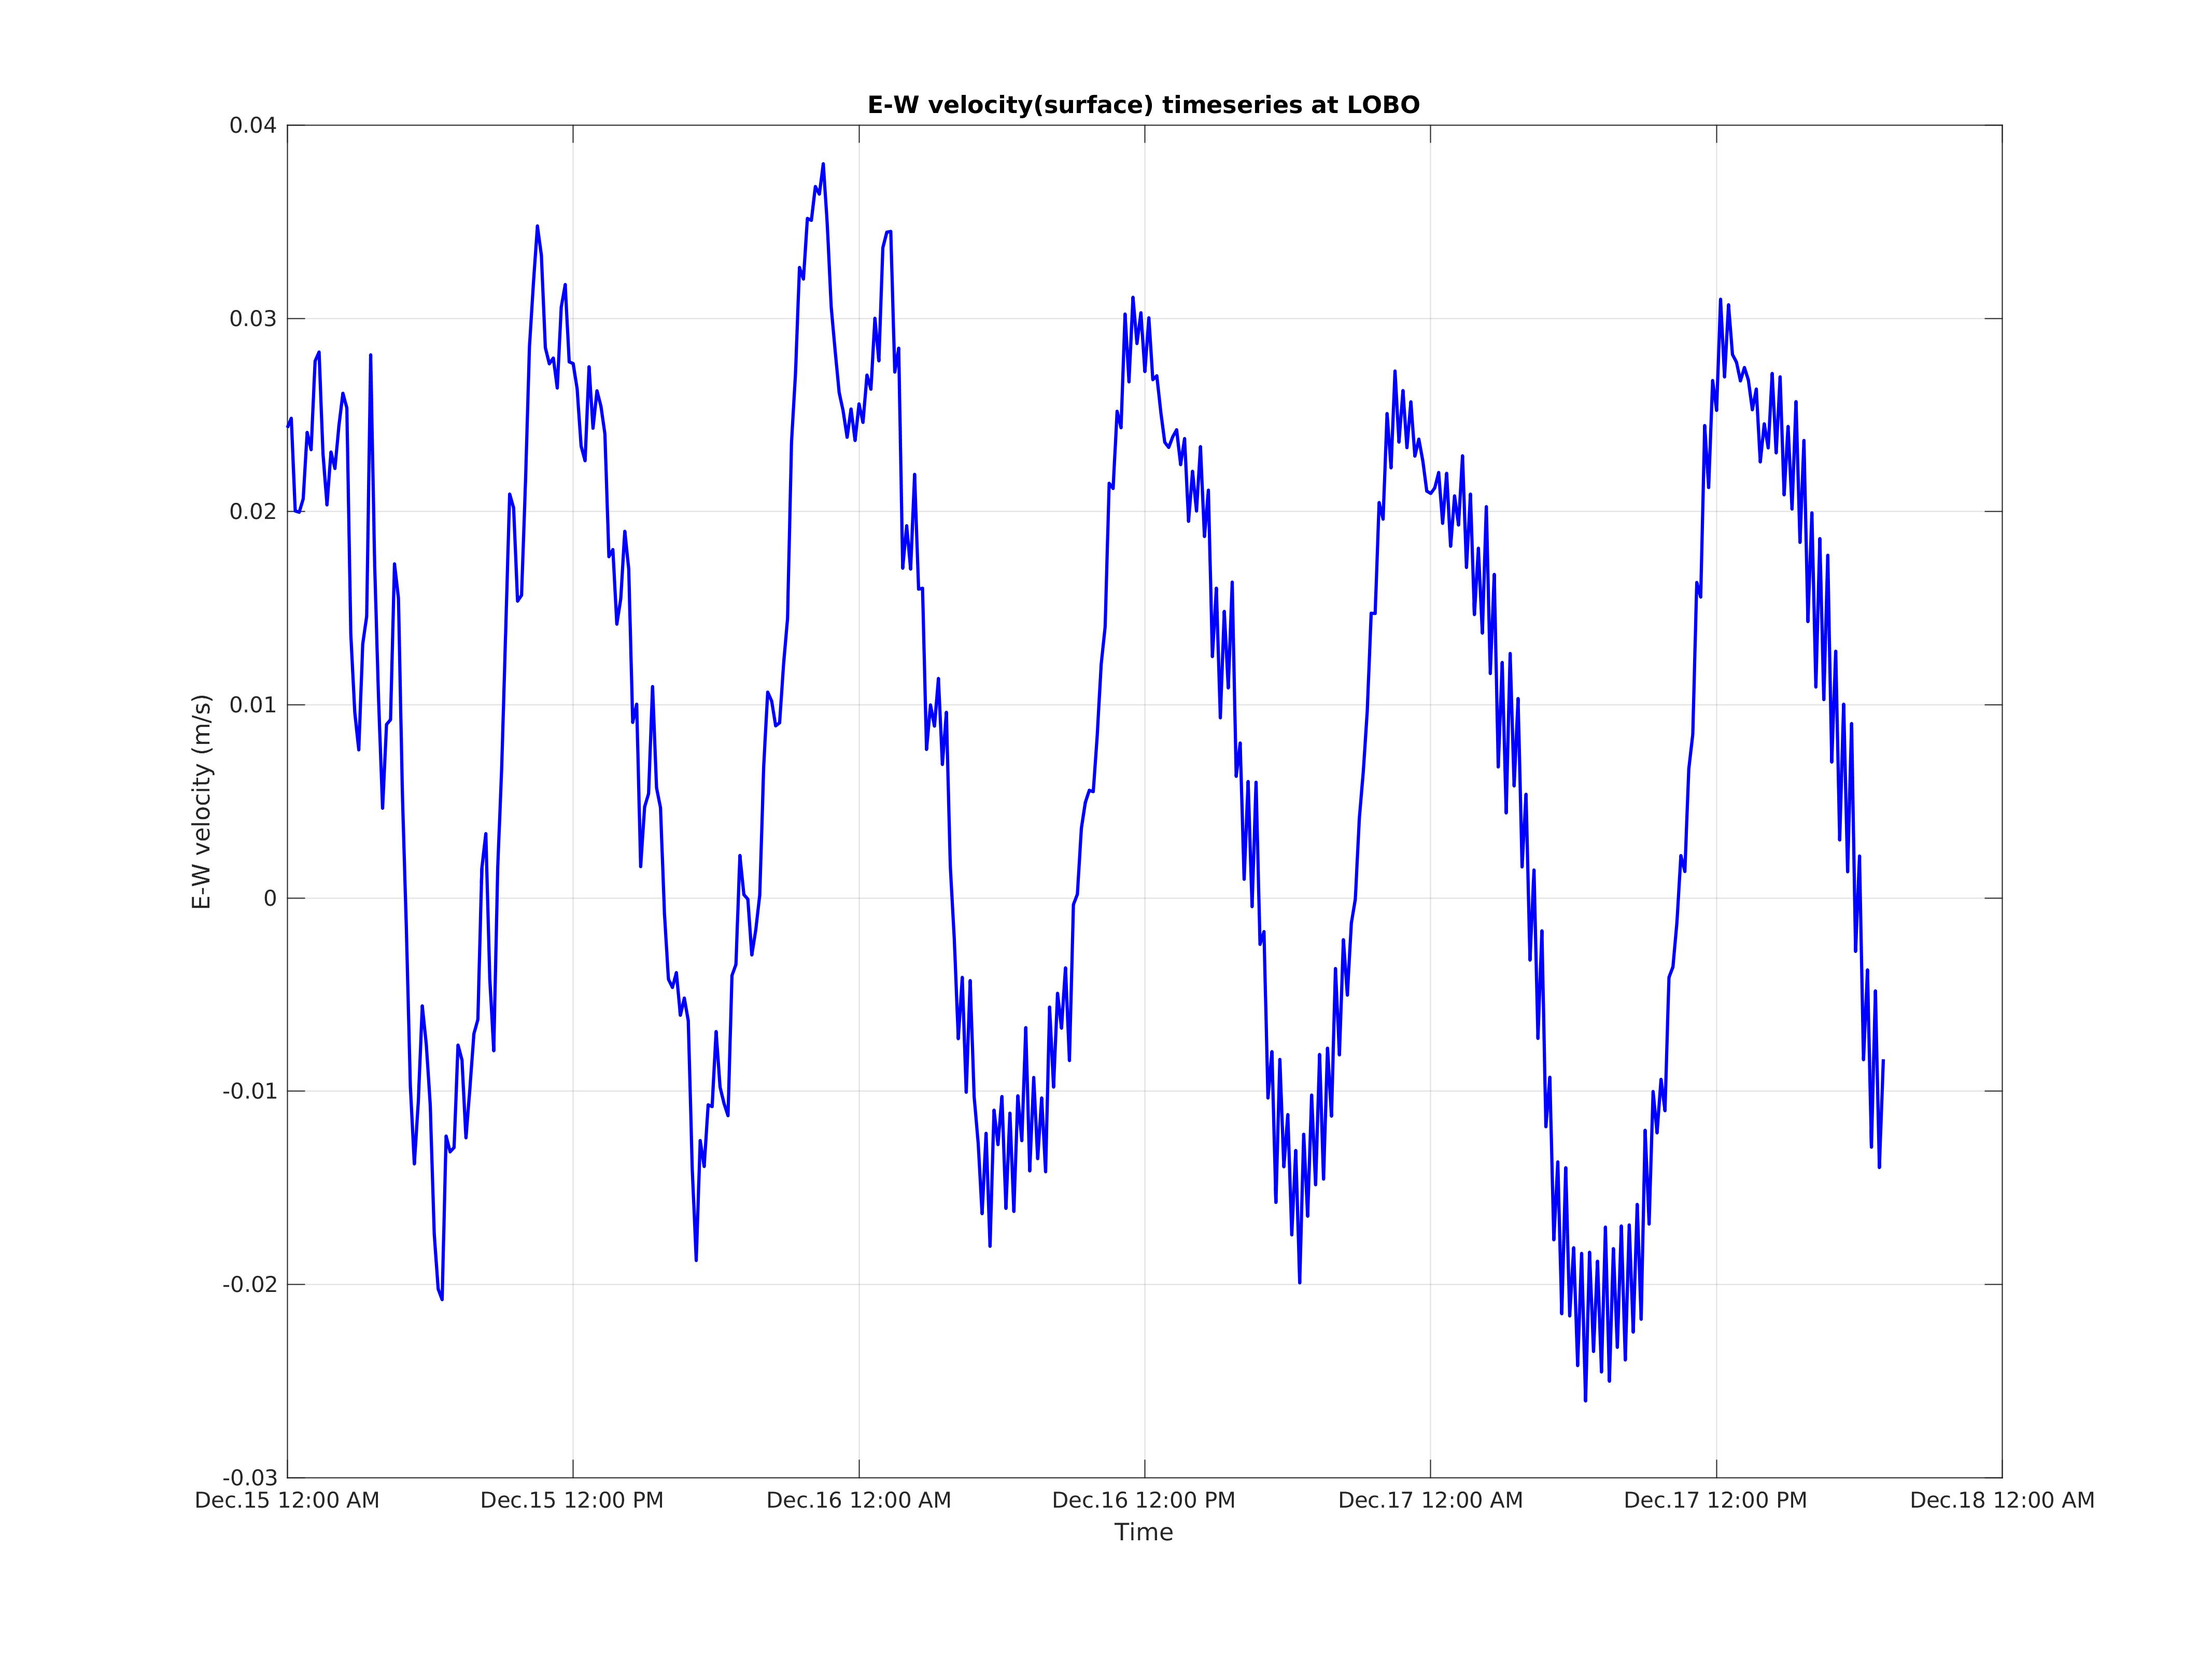 E-W velocity(surface) timeseries at LOBO
0.04
0.03
0.02
0.01
0
-0.01
-0.02
-0.03
E-W velocity (m/s)
Dec.15 12:00 AM
Dec.15 12:00 PM
Dec.16 12:00 AM
Dec.16 12:00 PM
Dec.17 12:00 AM
Dec.17 12:00 PM
Dec.18 12:00 AM
Time